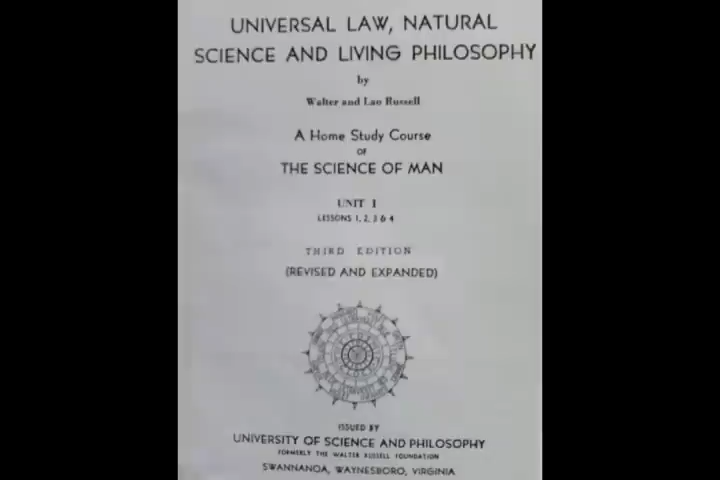 UNIVERSAL LAW, NATURAL
SCIENCE AND LIVING PHILOSOPHY
by
Walter and Lao Russell
A Home Study Course
OF
THE SCIENCE OF MAN
UNIT 1
LESSONS 1, 2, 3 & 4
THIRD EDITION
(REVISED AND EXPANDED)
ISSUED BY
UNIVERSITY OF SCIENCE AND PHILOSOPHY
FORMERLY THE WALTER RUSSELL FOUNDATION
SWANNANOA, WAYNESBORO, VIRGINIA